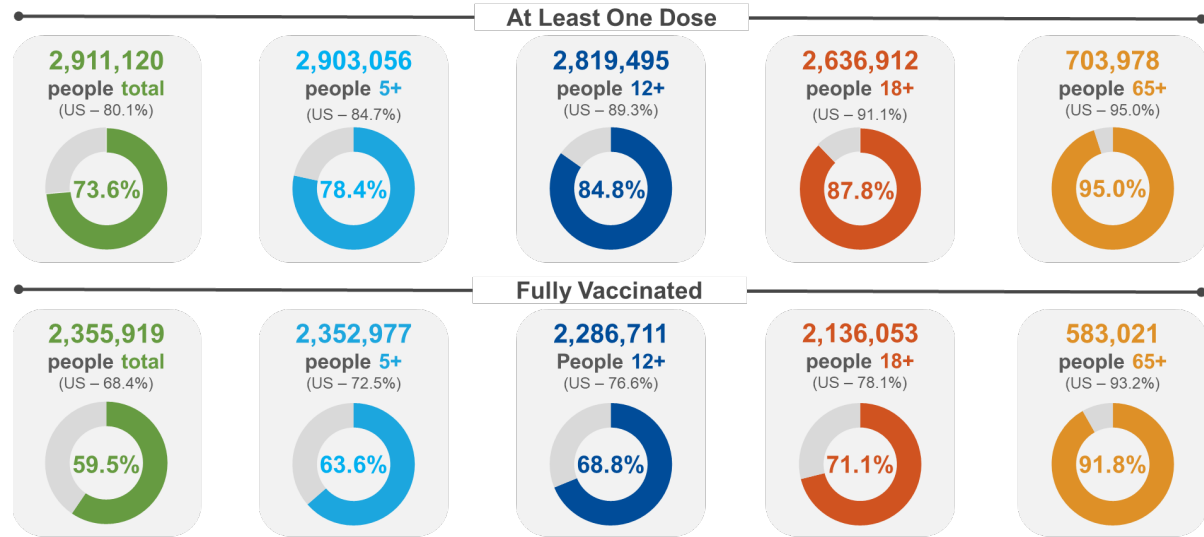 At Least One Dose
2,911,120
people total
(US – 80.1%)
73.6%
2,903,056
people 5+
(US – 84.7%)
78.4%
2,819,495
people 12+
(US – 89.3%)
84.8%
2,636,912
people 18+
(US – 91.1%)
87.8%
703,978
people 65+
(US – 95.0%)
95.0%
Fully Vaccinated
2,355,919
people total
(US – 68.4%)
59.5%
2,352,977
people 5+
(US – 72.5%)
63.6%
2,286,711
People 12+
(US – 76.6%)
68.8%
2,136,053
people 18+
(US – 78.1%)
71.1%
583,021
people 65+
(US – 93.2%)
91.8%